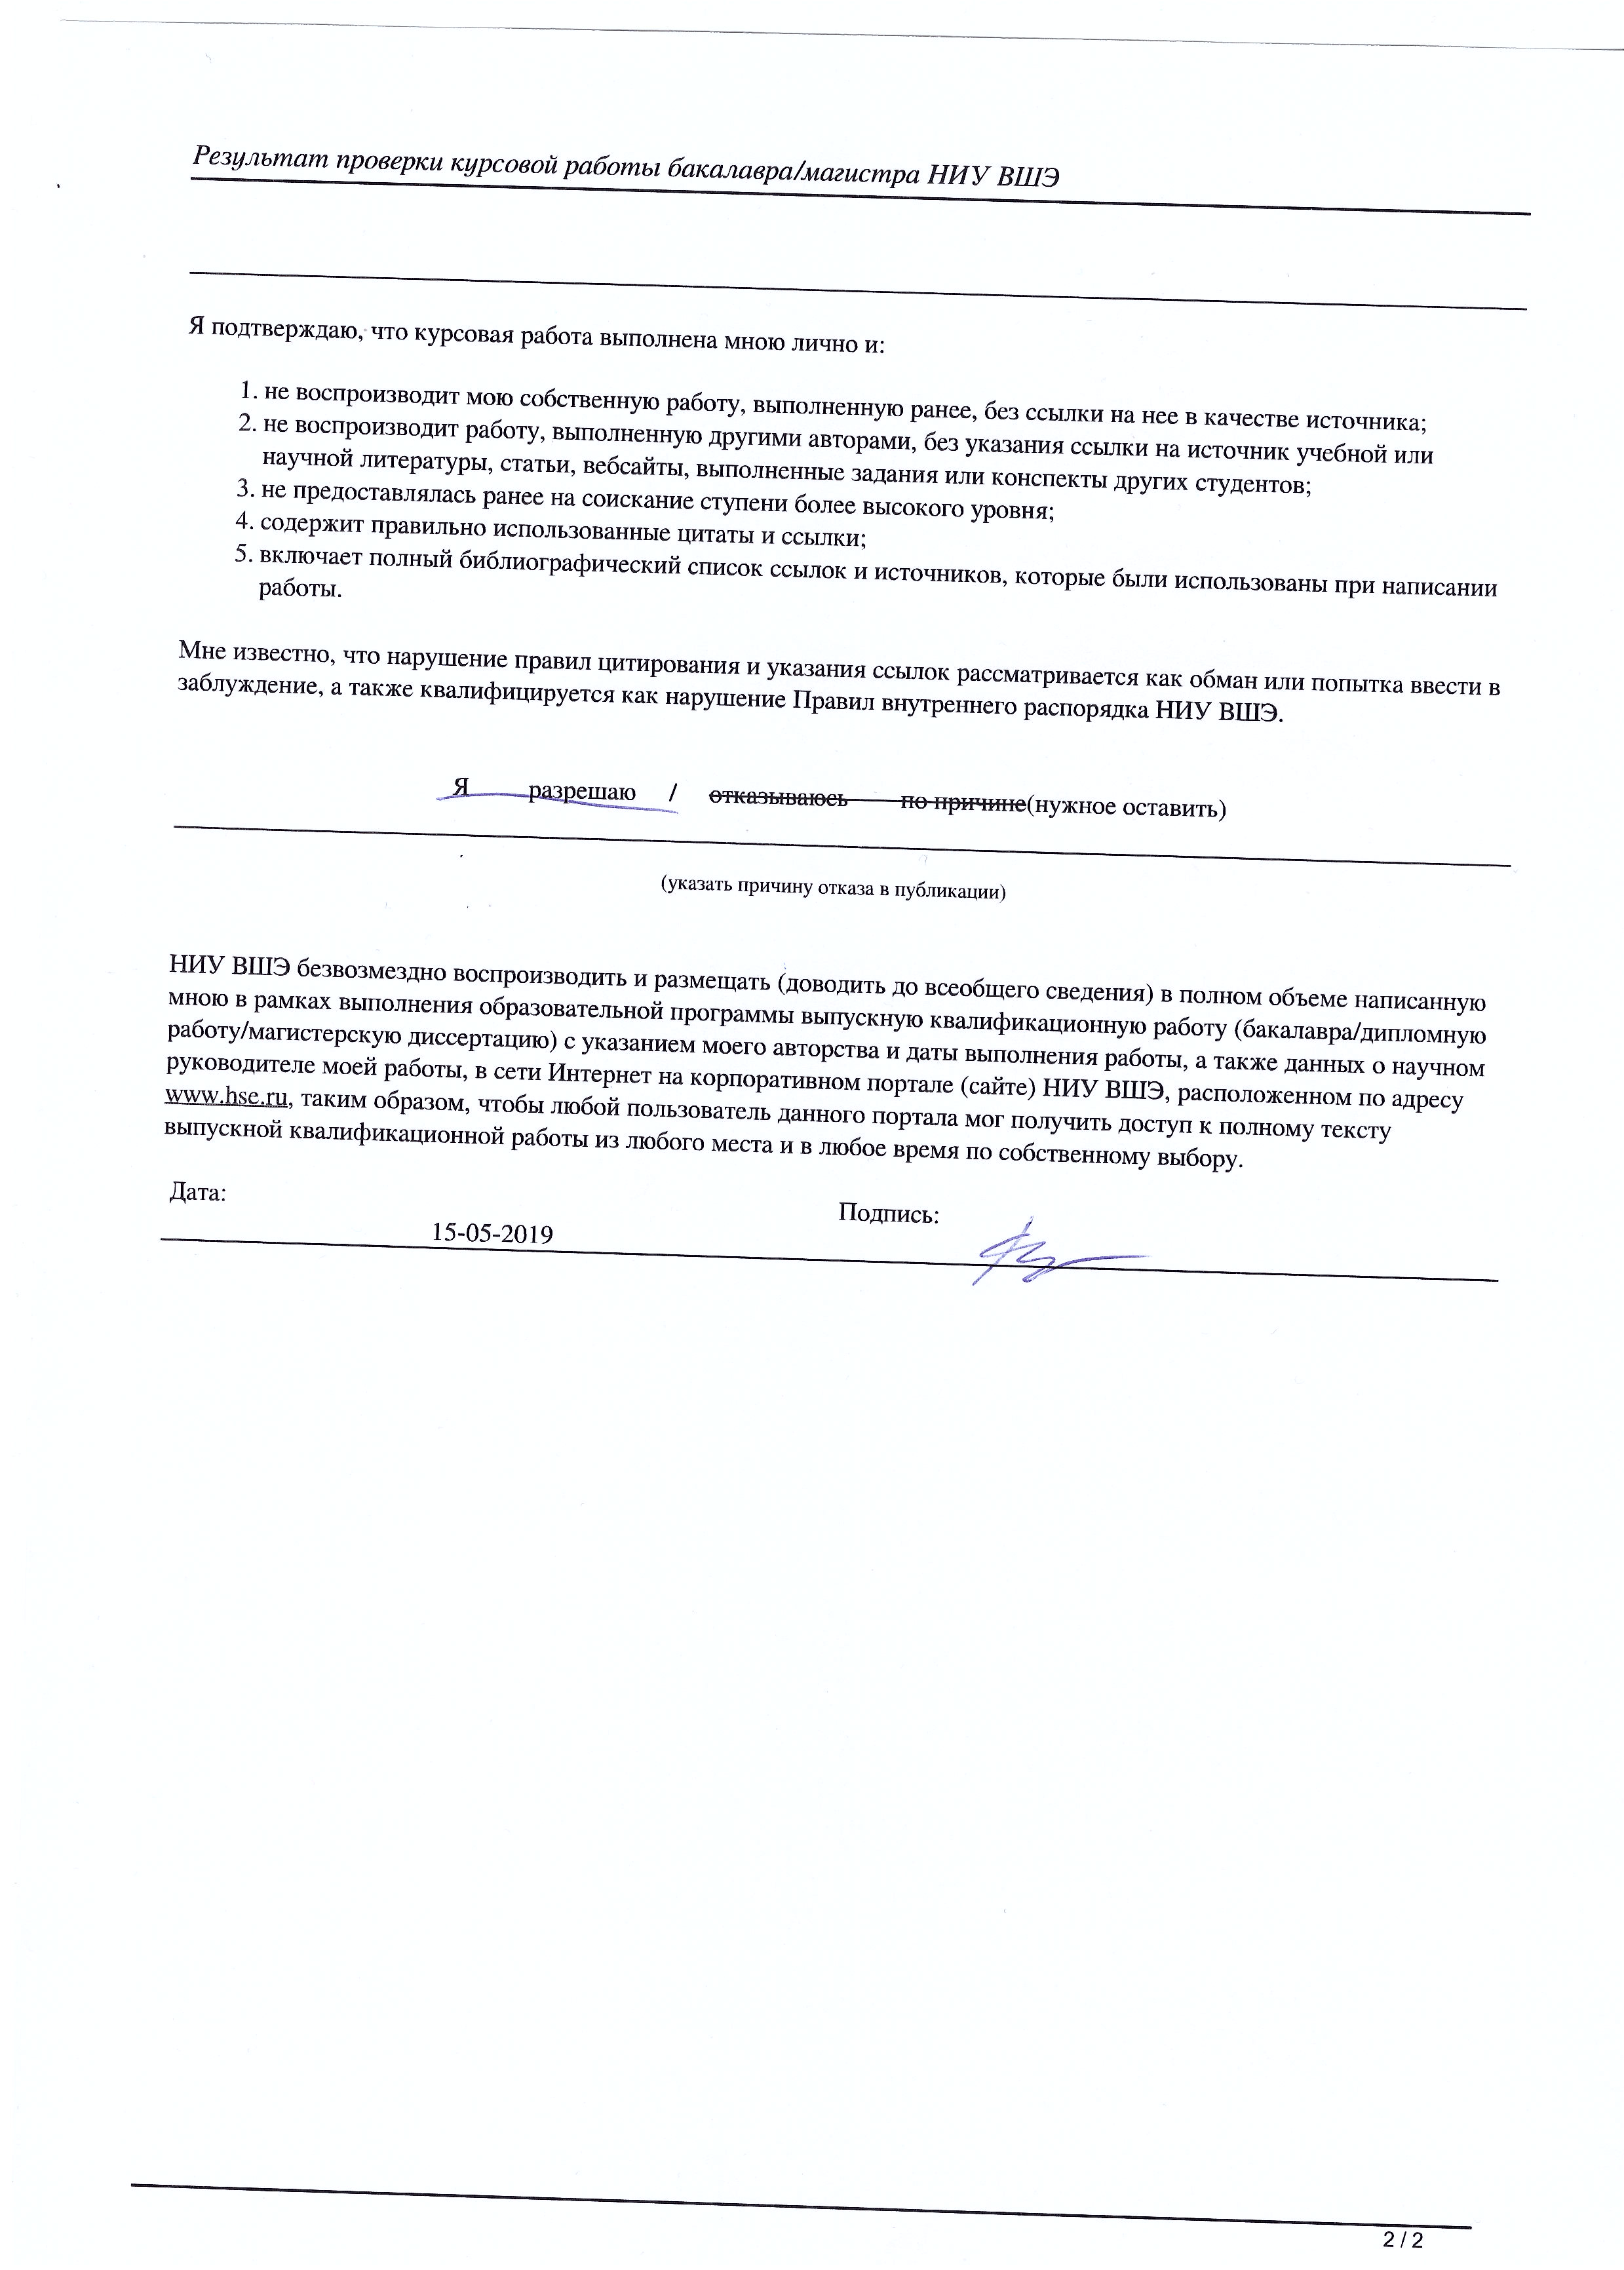 Результат проверки курсовой работы бакалавра/магистра НИУ ВШЭ
Я подтверждаю, что курсовая работа выполнена мною лично и:
1. не воспроизводит мою собственную работу, выполненную ранее, без ссылки на нее в качестве источника;
2. не воспроизводит работу, выполненную другими авторами, без указания ссылки на источник учебной или
научной литературы, статьи, вебсайты, выполненные задания или конспекты других студентов;
3. не предоставлялась ранее на соискание ступени более высокого уровня;
4. содержит правильно использованные цитаты и ссылки;
5. включает полный библиографический список ссылок и источников, которые были использованы при написании
работы.
Мне известно, что нарушение правил цитирования и указания ссылок рассматривается как обман или попытка ввести в
заблуждение, а также квалифицируется как нарушение Правил внутреннего распорядка НИУ ВШЭ.
Я разрешаю / отказываюсь по причине(нужное оставить)
(указать причину отказа в публикации)
НИУ ВШЭ безвозмездно воспроизводить и размещать (доводить до всеобщего сведения) в полном объеме написанную
мною в рамках выполнения образовательной программы выпускную квалификационную работу (бакалавра/дипломную
работу/магистерскую диссертацию) с указанием моего авторства и даты выполнения работы, а также данных о научном
руководителе моей работы, в сети Интернет на корпоративном портале (сайте) НИУ ВШЭ, расположенном по адресу
www.hse.ru, таким образом, чтобы любой пользователь данного портала мог получить доступ к полному тексту
выпускной квалификационной работы из любого места и в любое время по собственному выбору.
Дата:
Подпись:
15-05-2019
2 / 2